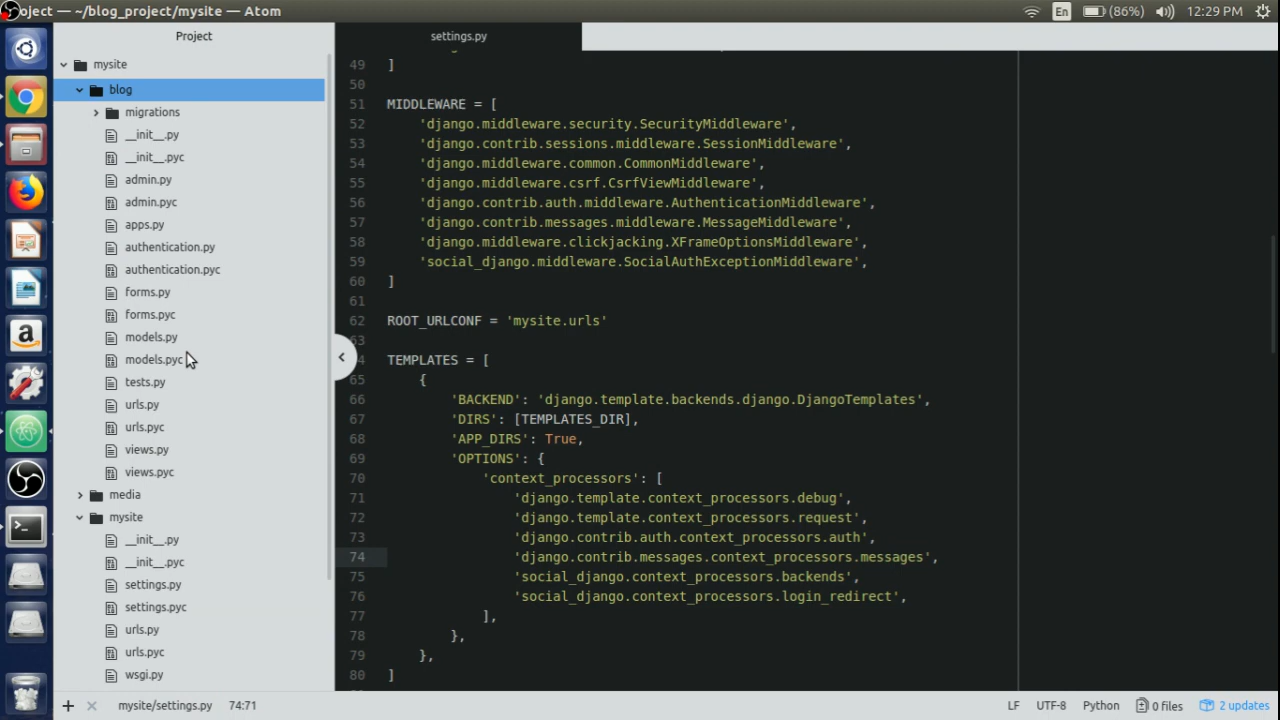 oject — ~/blog_project/mysite — Atom
En
(86%)
12:29 PM
Project
mysite
blog
migrations
__init__.py
__init__.pyc
admin.py
admin.pyc
apps.py
authentication.py
authentication.pyc
forms.py
forms.pyc
models.py
models.pyc
tests.py
urls.py
urls.pyc
views.py
views.pyc
media
mysite
__init__.py
__init__.pyc
settings.py
settings.pyc
urls.py
urls.pyc
wsgi.py
settings.py
49 ]
50
51 MIDDLEWARE = [
52 'django.middleware.security.SecurityMiddleware',
53 'django.contrib.sessions.middleware.SessionMiddleware',
54 'django.middleware.common.CommonMiddleware',
55 'django.middleware.csrf.CsrfViewMiddleware',
56 'django.contrib.auth.middleware.AuthenticationMiddleware',
57 'django.contrib.messages.middleware.MessageMiddleware',
58 'django.middleware.clickjacking.XFrameOptionsMiddleware',
59 'social_django.middleware.SocialAuthExceptionMiddleware',
60 ]
61
62 ROOT_URLCONF = 'mysite.urls'
63
4 TEMPLATES = [
65 {
66 'BACKEND': 'django.template.backends.django.DjangoTemplates',
67 'DIRS': [TEMPLATES_DIR],
68 'APP_DIRS': True,
69 'OPTIONS': {
70 'context_processors': [
71 'django.template.context_processors.debug',
72 'django.template.context_processors.request',
73 'django.contrib.auth.context_processors.auth',
74 'django.contrib.messages.context_processors.messages',
75 'social_django.context_processors.backends',
76 'social_django.context_processors.login_redirect',
77 ],
78 },
79 },
80 ]
mysite/settings.py
74:71
LF
UTF-8
Python
0 files
2 updates